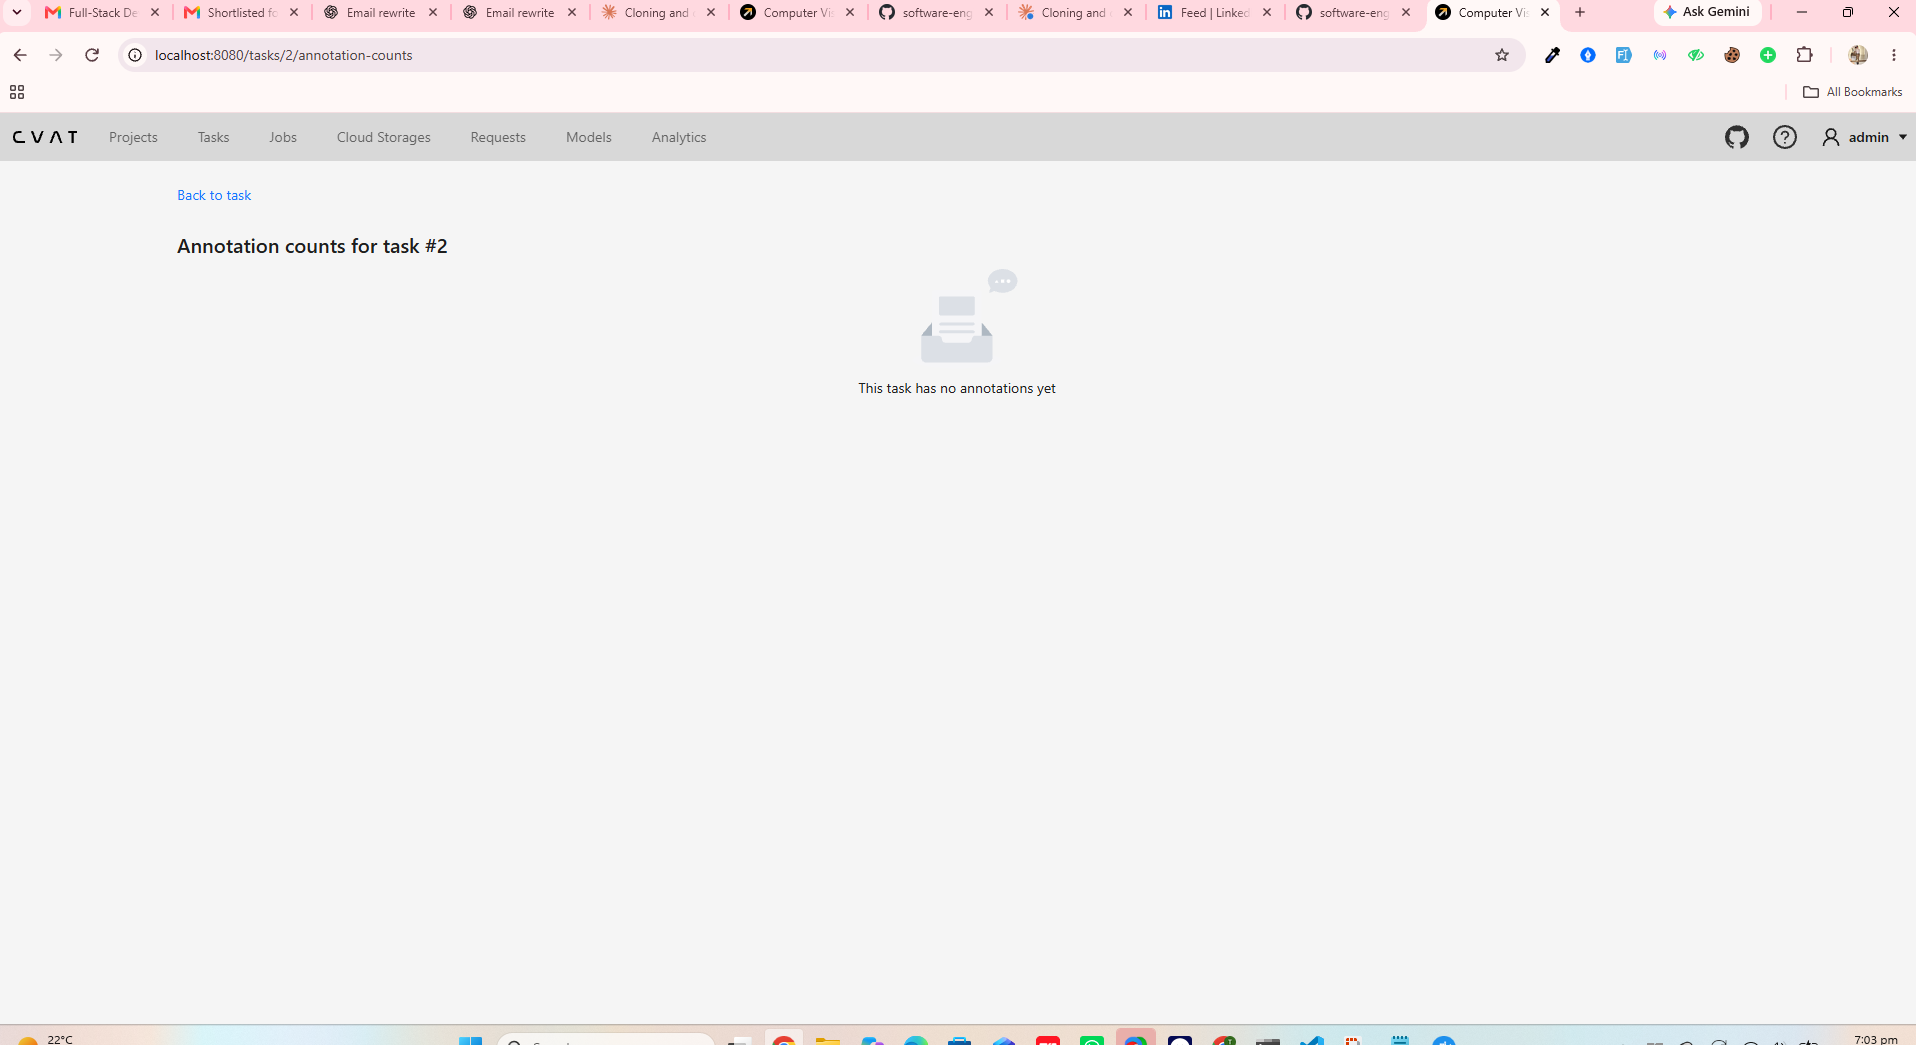 Full-Stack De
Shortlisted fo
Email rewrite
Email rewrite
Cloning and
Computer Vis
software-eng
Cloning and
Feed | Linked
software-eng
Computer Vis
Ask Gemini
localhost:8080/tasks/2/annotation-counts
All Bookmarks
CVAT
Projects
Tasks
Jobs
Cloud Storages
Requests
Models
Analytics
admin
Back to task
Annotation counts for task #2
This task has no annotations yet
22°C
7:03 pm